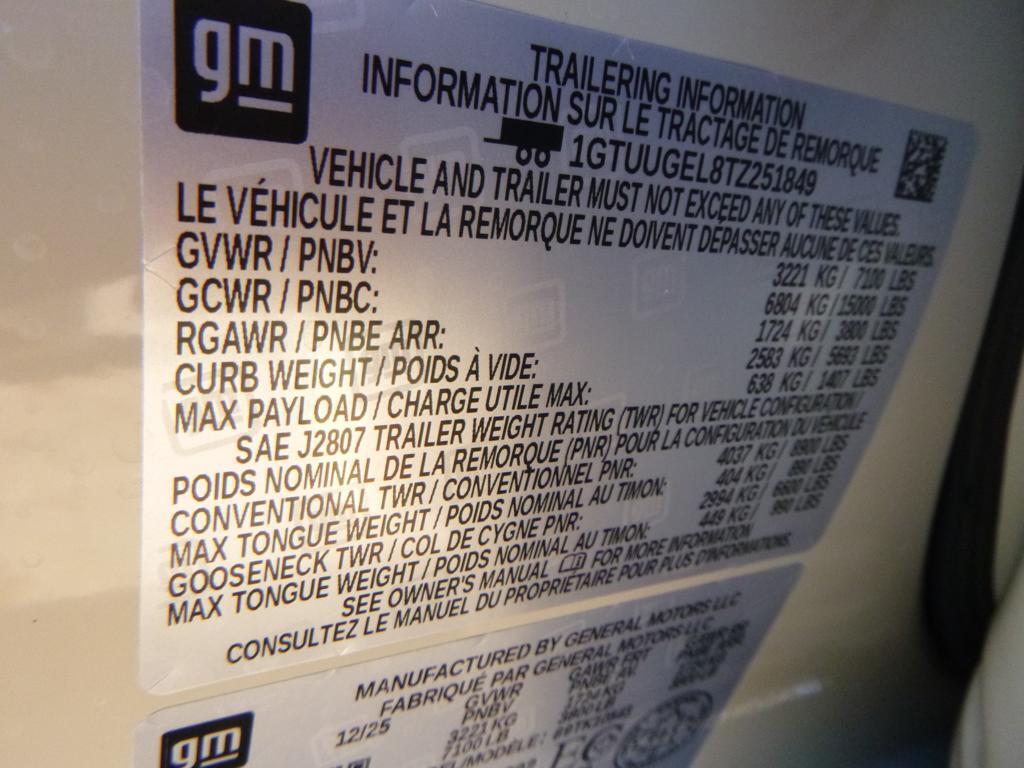 gm
TRAILERING INFORMATION
INFORMATION SUR LE TRACTAGE DE REMORQUE
1GTUUGEL8TZ251849
VEHICLE AND TRAILER MUST NOT EXCEED ANY OF THESE VALUES.
LE VÉHICULE ET LA REMORQUE NE DOIVENT DÉPASSER AUCUNE DE CES VALEURS.
GVWR / PNBV: 3221 KG / 7100 LBS
GCWR / PNBC: 6804 KG / 15000 LBS
RGAWR / PNBE ARR: 1724 KG / 3800 LBS
CURB WEIGHT / POIDS À VIDE: 2583 KG / 5693 LBS
MAX PAYLOAD / CHARGE UTILE MAX: 638 KG / 1407 LBS
SAE J2807 TRAILER WEIGHT RATING (TWR) FOR VEHICLE CONFIGURATION /
POIDS NOMINAL DE LA REMORQUE (PNR) POUR LA CONFIGURATION DU VÉHICULE
CONVENTIONAL TWR / CONVENTIONNEL PNR: 4037 KG / 8900 LBS
MAX TONGUE WEIGHT / POIDS NOMINAL AU TIMON: 404 KG / 890 LBS
GOOSENECK TWR / COL DE CYGNE PNR: 2994 KG / 6600 LBS
MAX TONGUE WEIGHT / POIDS NOMINAL AU TIMON: 449 KG / 990 LBS
SEE OWNER'S MANUAL FOR MORE INFORMATION
CONSULTEZ LE MANUEL DU PROPRIÉTAIRE POUR PLUS D'INFORMATIONS.
gm
MANUFACTURED BY GENERAL MOTORS LLC
FABRIQUÉ PAR GENERAL MOTORS LLC
12/25 GVWR GAWR FRT
PNBV PNBE AV
3221 KG
7100 LB